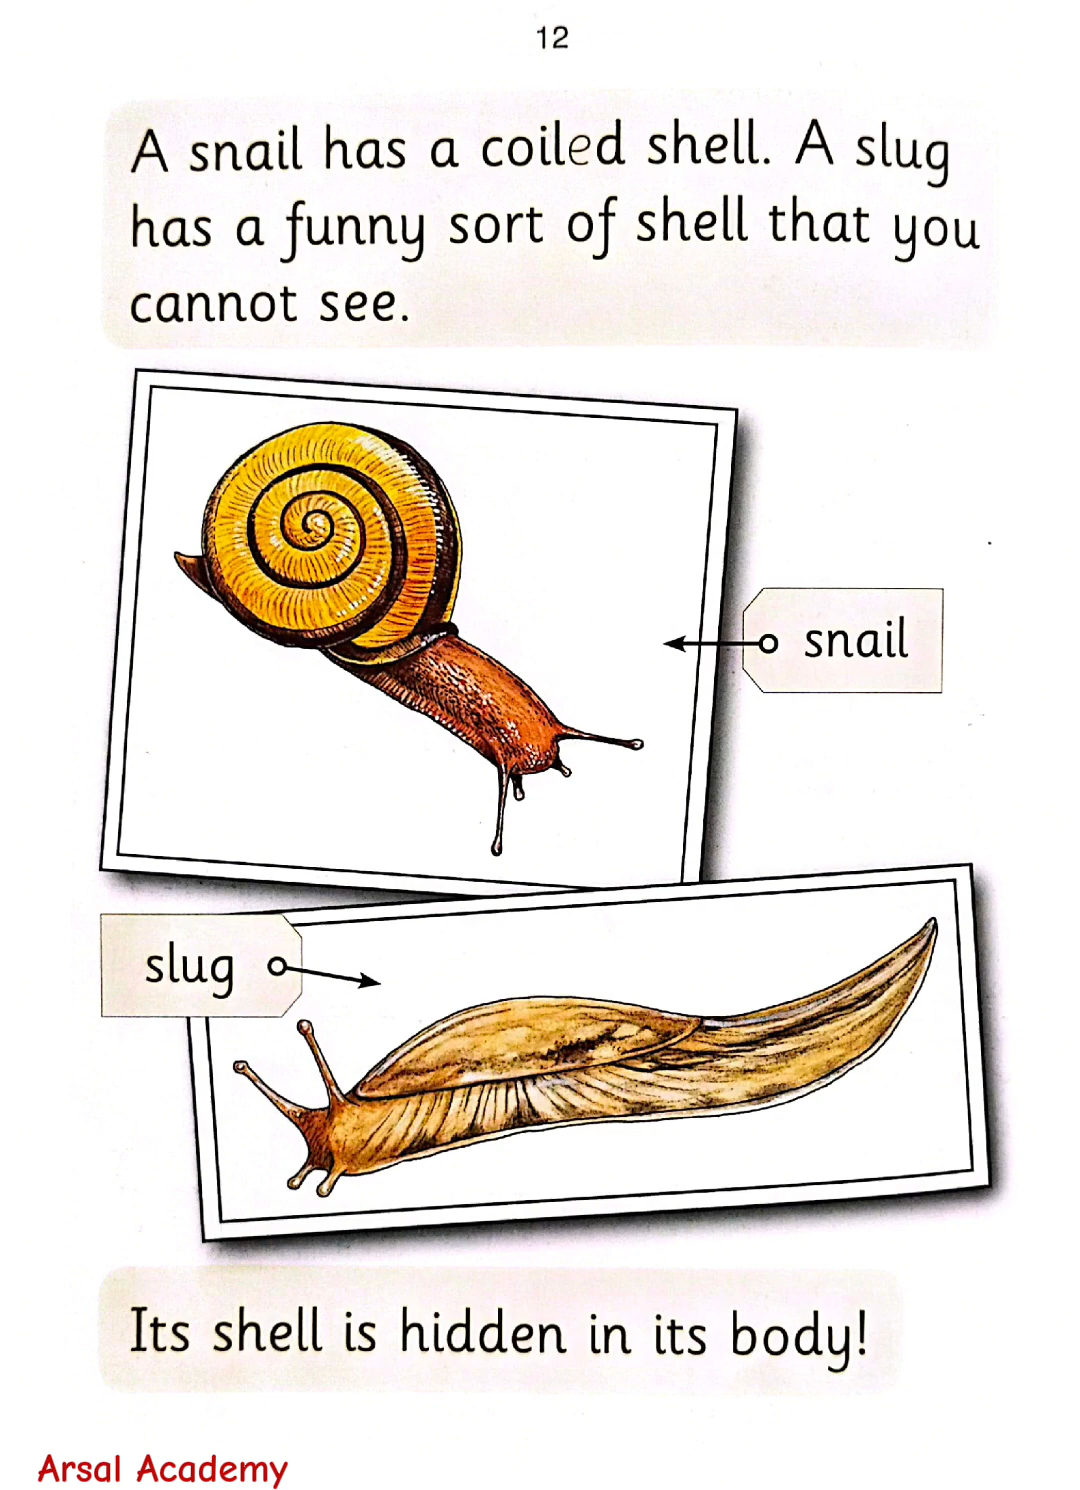 12
A snail has a coiled shell. A slug
has a funny sort of shell that you
cannot see.
snail
slug
Its shell is hidden in its body!
Arsal Academy